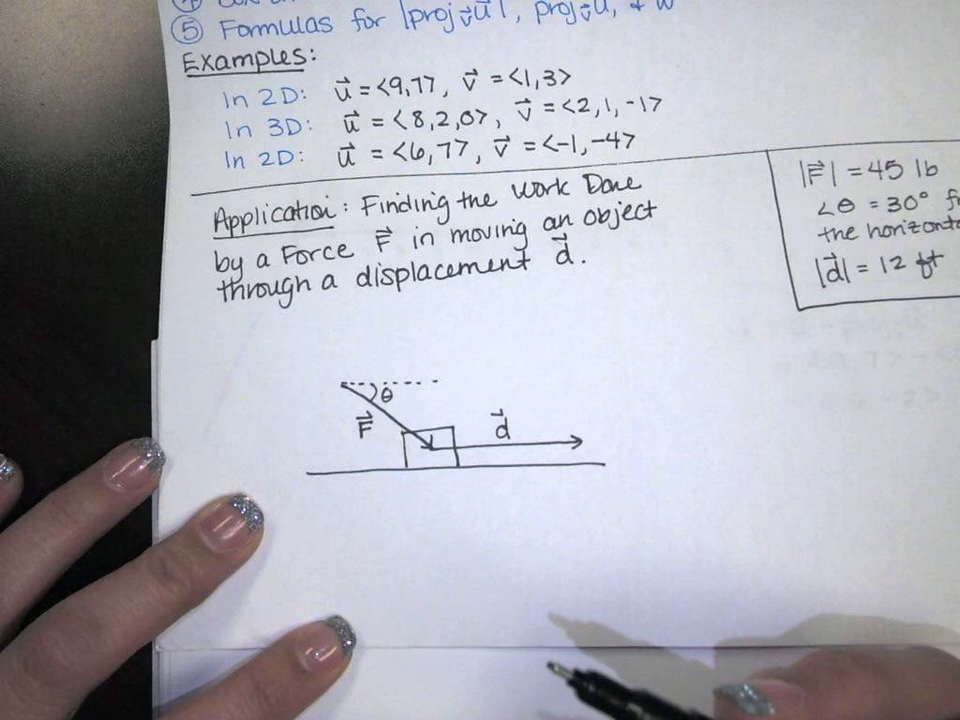 ⑤ Formulas for |proj_v⃗ u⃗|, proj_v⃗ u⃗, + w
Examples:
In 2D: u⃗ = <9,7>, v⃗ = <1,3>
In 3D: u⃗ = <8,2,0>, v⃗ = <2,1,-1>
In 2D: u⃗ = <6,7>, v⃗ = <-1,-4>
Application: Finding the Work Done
by a Force F⃗ in moving an object
through a displacement d⃗.
|F⃗| = 45 lb
∠θ = 30°
the horizont
|d⃗| = 12 ft
θ
F⃗
d⃗